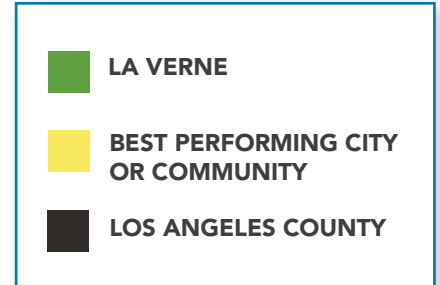 LA VERNE
BEST PERFORMING CITY
OR COMMUNITY
LOS ANGELES COUNTY